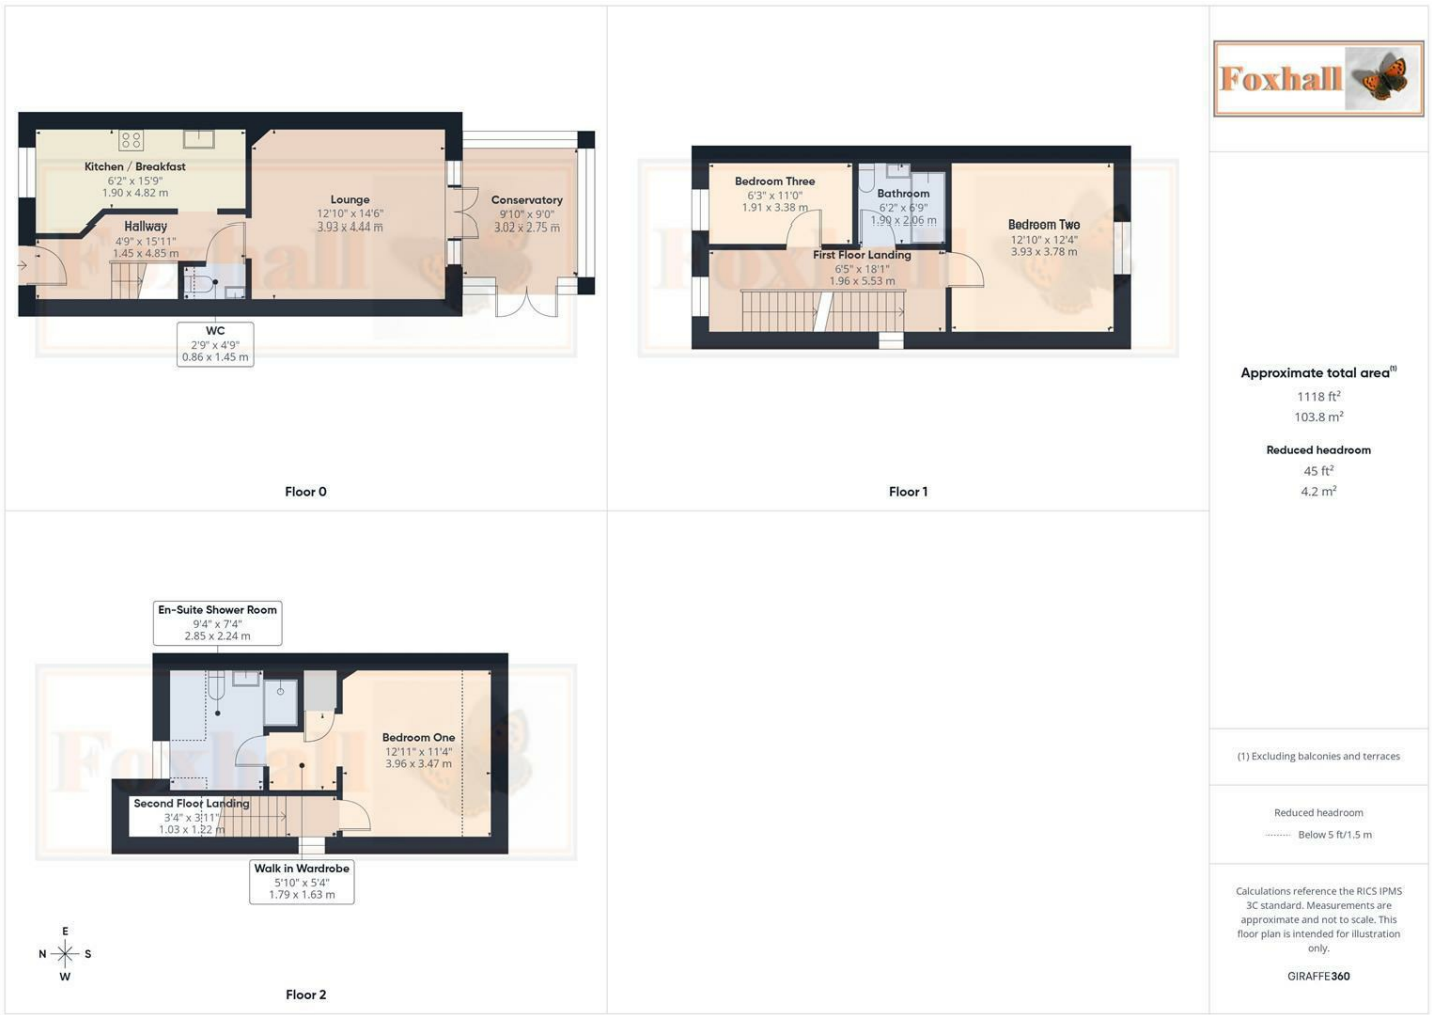 Kitchen / Breakfast
6'2" x 15'9"
1.90 x 4.82 m
Hallway
4'9" x 15'11"
1.45 x 4.85 m
Lounge
12'10" x 14'6"
3.93 x 4.44 m
Conservatory
9'10" x 9'0"
3.02 x 2.75 m
WC
2'9" x 4'9"
0.86 x 1.45 m
Foxhall
Floor 0
Bedroom Three
6'3" x 11'0"
1.91 x 3.38 m
Bathroom
6'2" x 6'9"
1.90 x 2.06 m
Bedroom Two
12'10" x 12'4"
3.93 x 3.78 m
First Floor Landing
6'5" x 18'1"
1.96 x 5.53 m
Foxhall
Floor 1
En-Suite Shower Room
9'4" x 7'4"
2.85 x 2.24 m
Bedroom One
12'11" x 11'4"
3.96 x 3.47 m
Second Floor Landing
3'4" x 3'11"
1.03 x 1.22 m
Walk in Wardrobe
5'10" x 5'4"
1.79 x 1.63 m
Foxhall
E
N S
W
Floor 2
Foxhall
Approximate total area(1)
1118 ft²
103.8 m²
Reduced headroom
45 ft²
4.2 m²
(1) Excluding balconies and terraces
Reduced headroom
Below 5 ft/1.5 m
Calculations reference the RICS IPMS
3C standard. Measurements are
approximate and not to scale. This
floor plan is intended for illustration
only.
GIRAFFE360